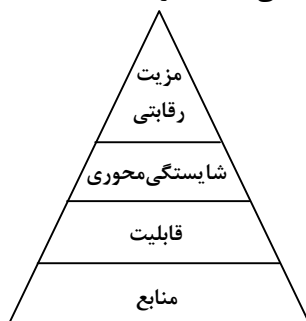 مزیت
رقابتی
شایستگی‌محوری
قابلیت
منابع